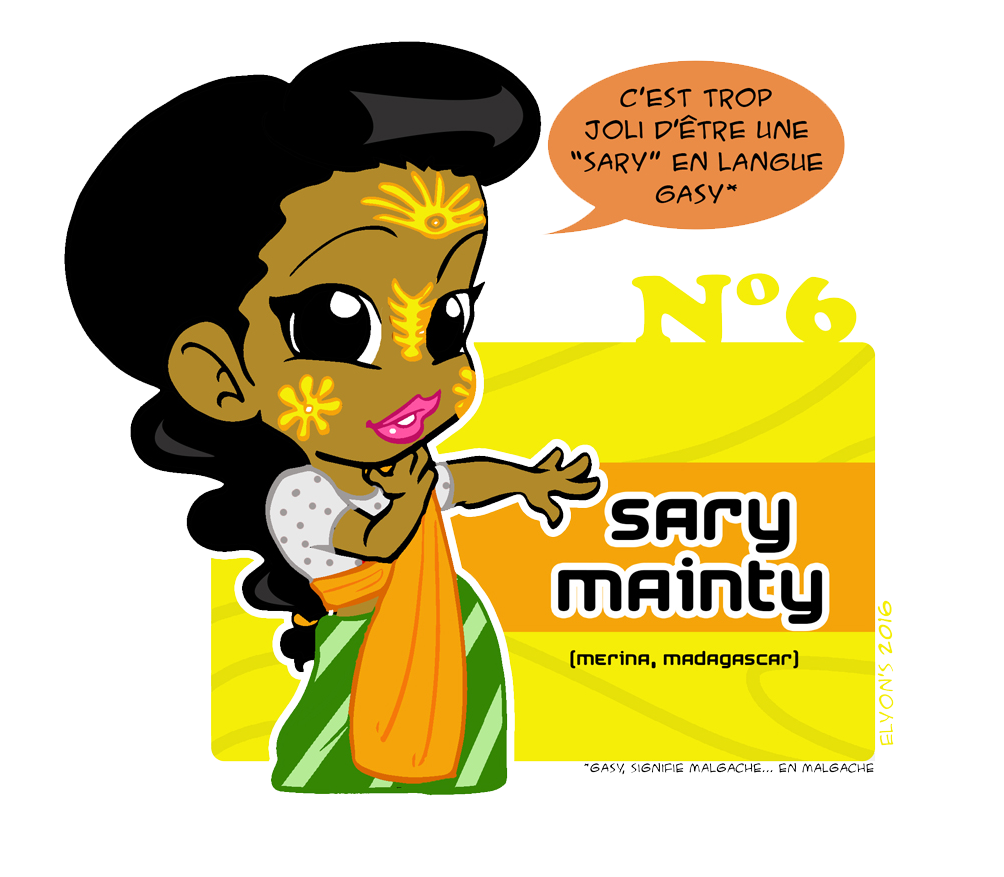 C'EST TROP
JOLI D'ÊTRE UNE
"SARY" EN LANGUE
GASY*
N°6
SARY
MAINTY
(MERINA, MADAGASCAR)
ELYON'S 2016
*GASY, SIGNIFIE MALGACHE... EN MALGACHE